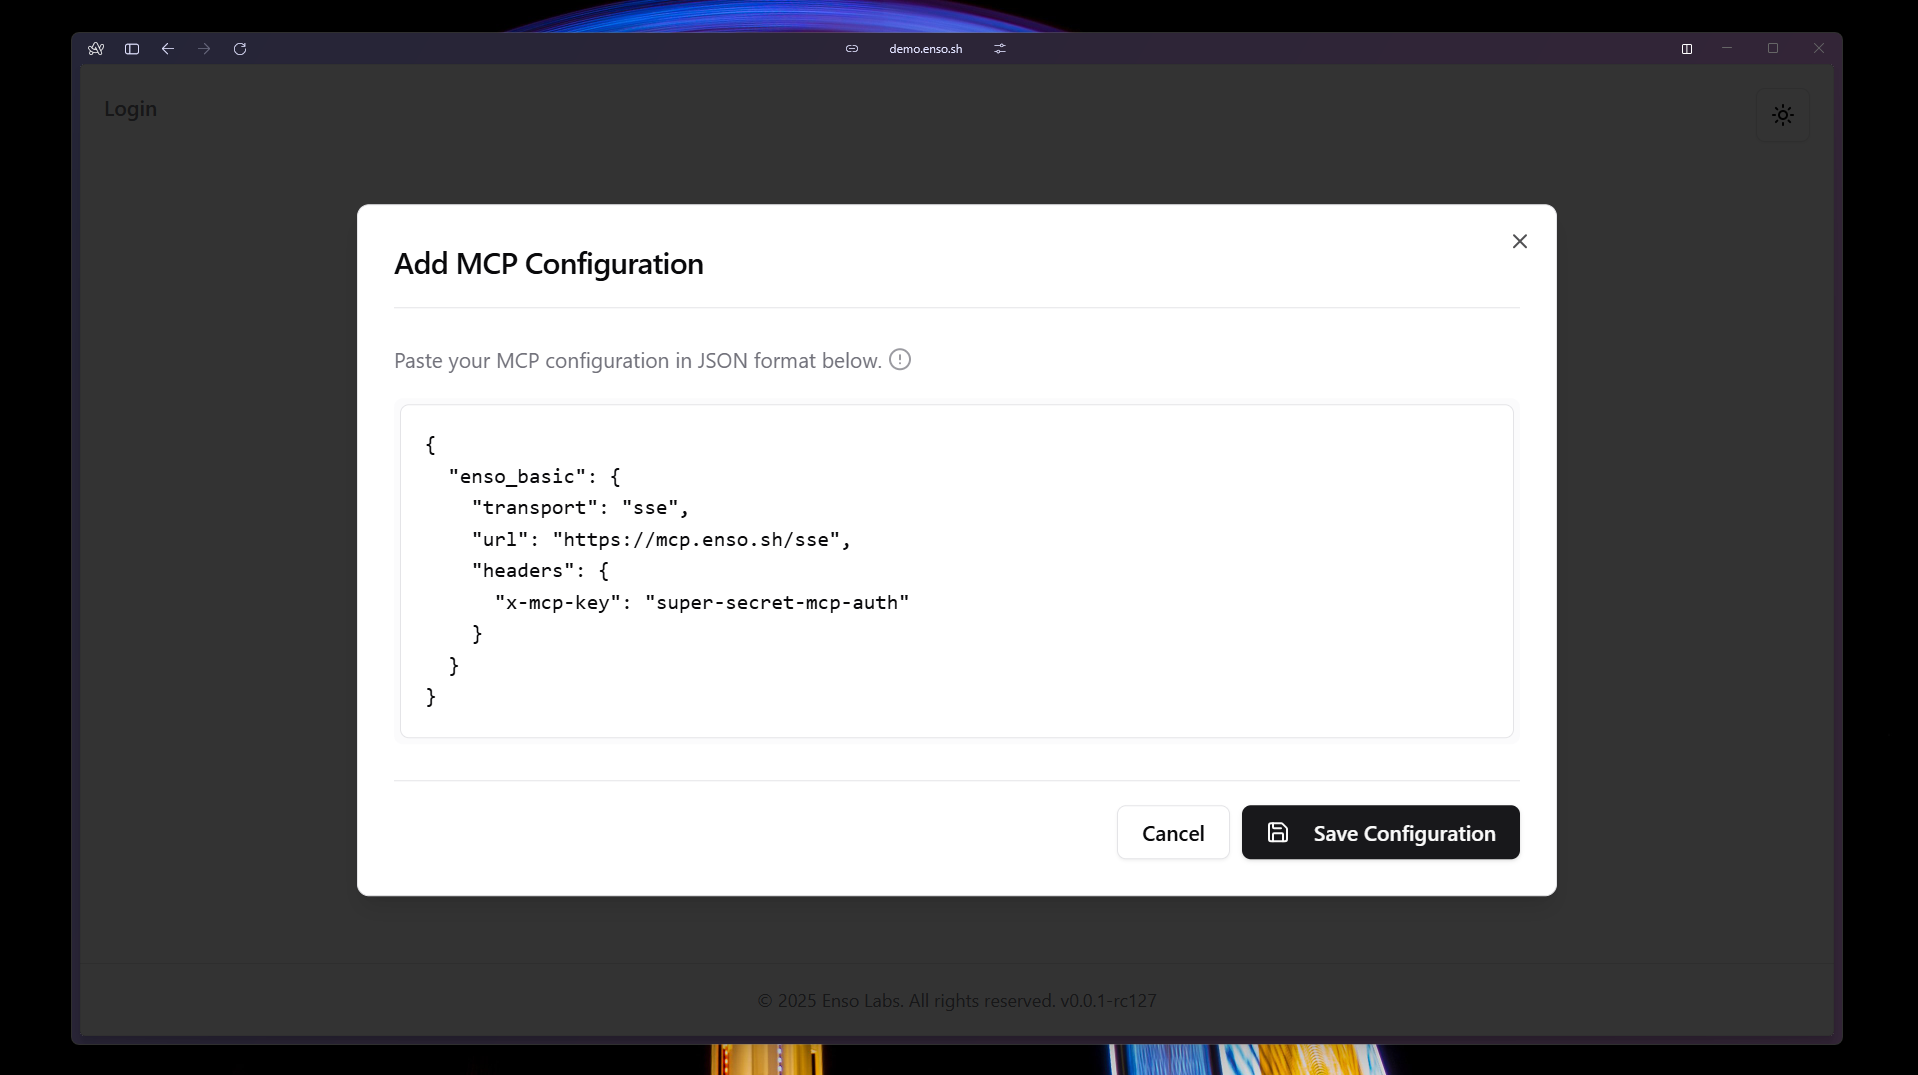 demo.enso.sh
Login
Add MCP Configuration
Paste your MCP configuration in JSON format below.
{
  "enso_basic": {
    "transport": "sse",
    "url": "https://mcp.enso.sh/sse",
    "headers": {
      "x-mcp-key": "super-secret-mcp-auth"
    }
  }
}
Cancel
Save Configuration
© 2025 Enso Labs. All rights reserved. v0.0.1-rc127